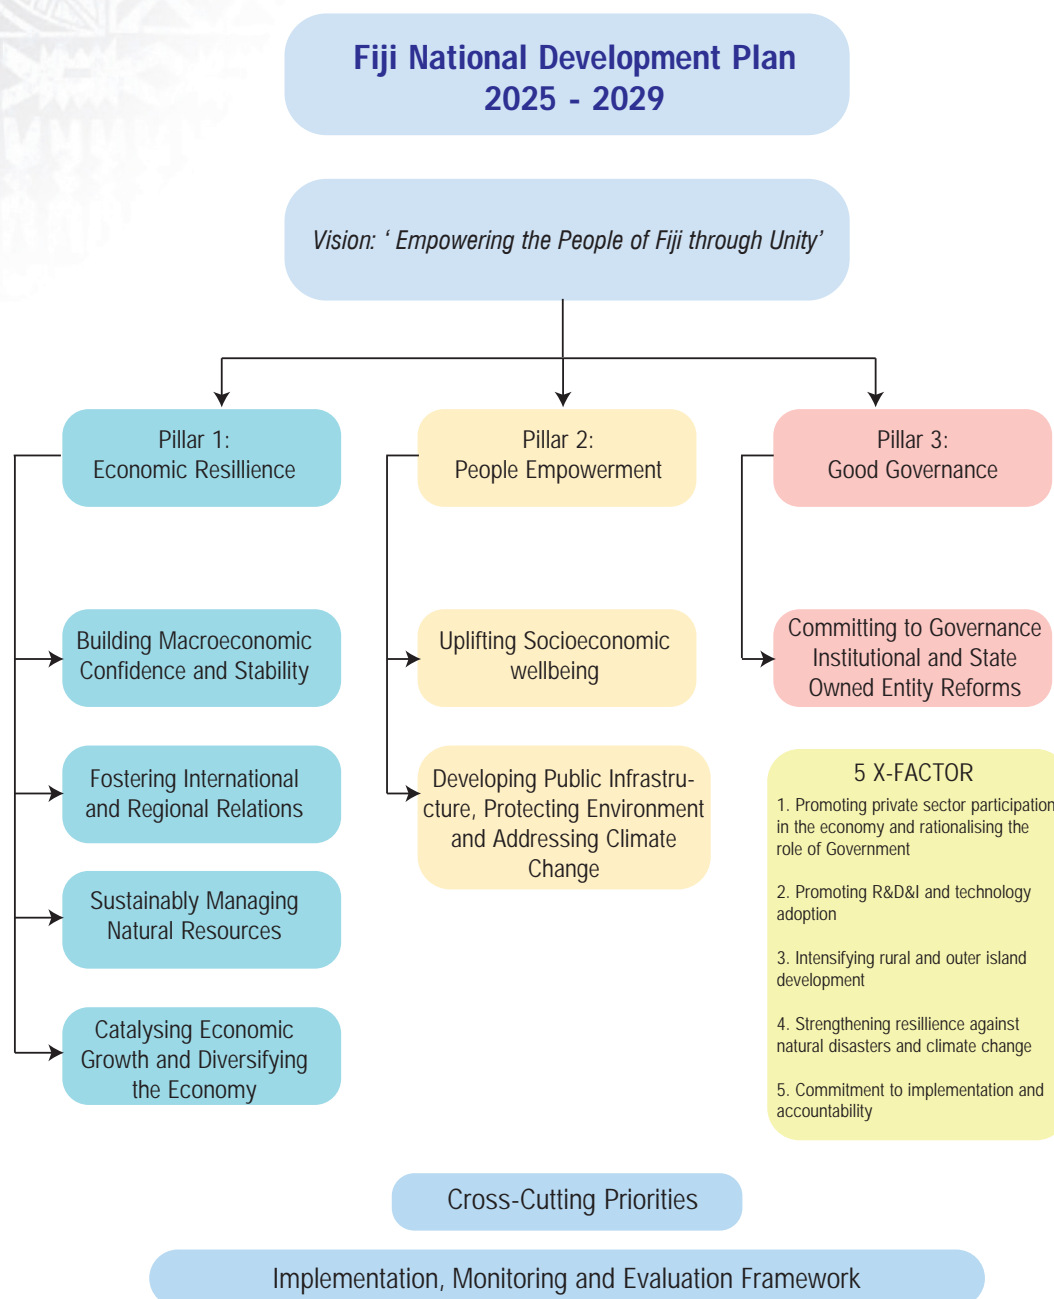 Fiji National Development Plan
2025 - 2029
Vision: ‘ Empowering the People of Fiji through Unity’
Pillar 1:
Economic Resillience
Building Macroeconomic
Confidence and Stability
Fostering International
and Regional Relations
Sustainably Managing
Natural Resources
Catalysing Economic
Growth and Diversifying
the Economy
Pillar 2:
People Empowerment
Uplifting Socioeconomic
wellbeing
Developing Public Infrastru-
cture, Protecting Environment
and Addressing Climate
Change
Pillar 3:
Good Governance
Committing to Governance
Institutional and State
Owned Entity Reforms
5 X-FACTOR
1. Promoting private sector participation
in the economy and rationalising the
role of Government
2. Promoting R&D&I and technology
adoption
3. Intensifying rural and outer island
development
4. Strengthening resillience against
natural disasters and climate change
5. Commitment to implementation and
accountability
Cross-Cutting Priorities
Implementation, Monitoring and Evaluation Framework